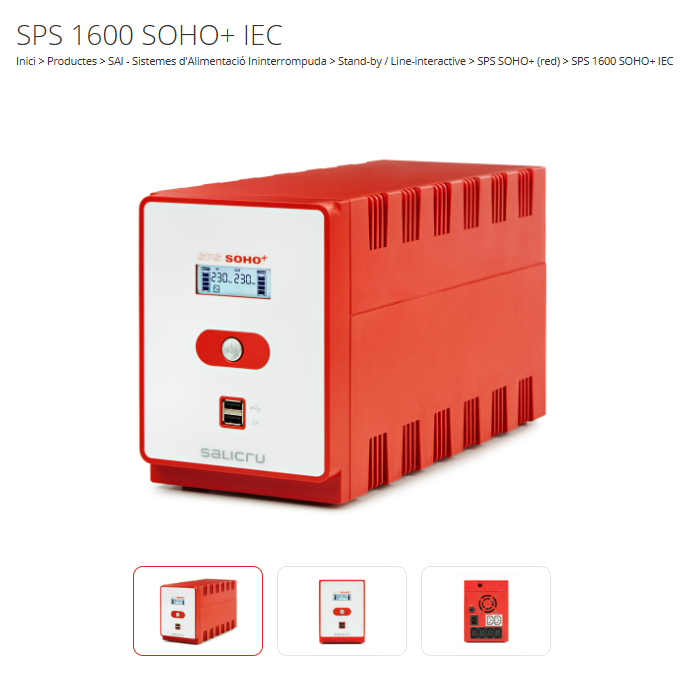 SPS 1600 SOHO+ IEC
Inici > Productes > SAI - Sistemes d'Alimentació Ininterrompuda > Stand-by / Line-interactive > SPS SOHO+ (red) > SPS 1600 SOHO+ IEC
SPS SOHO+
230 230
salicru